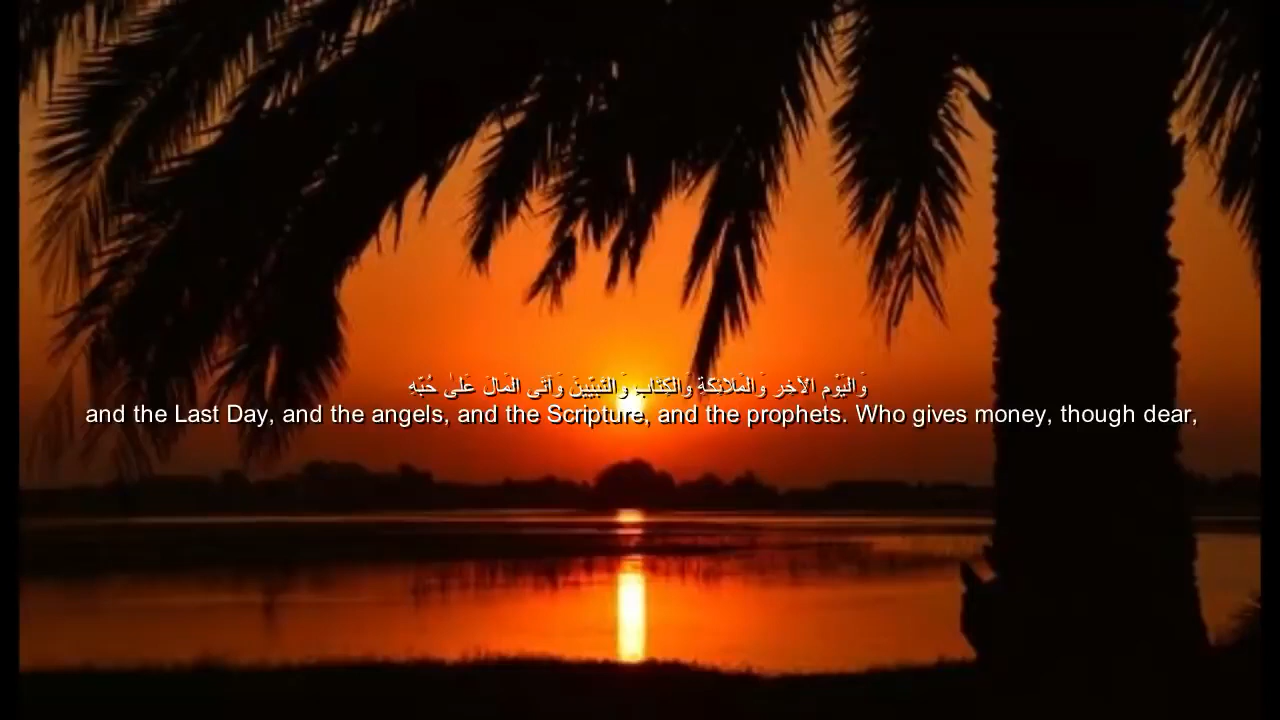 وَالْيَوْمِ الْآخِرِ وَالْمَلَائِكَةِ وَالْكِتَابِ وَالنَّبِيِّينَ وَآتَى الْمَالَ عَلَىٰ حُبِّهِ
and the Last Day, and the angels, and the Scripture, and the prophets. Who gives money, though dear,